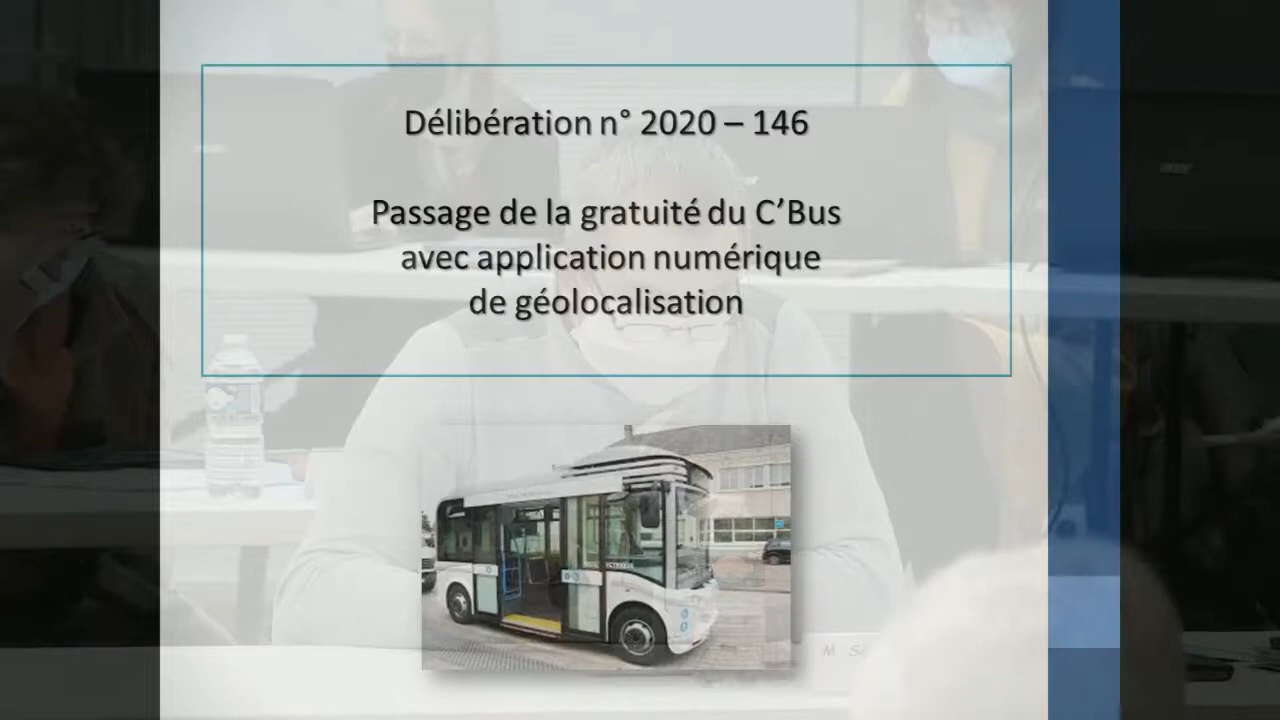 Délibération n° 2020 – 146
Passage de la gratuité du C’Bus
avec application numérique
de géolocalisation